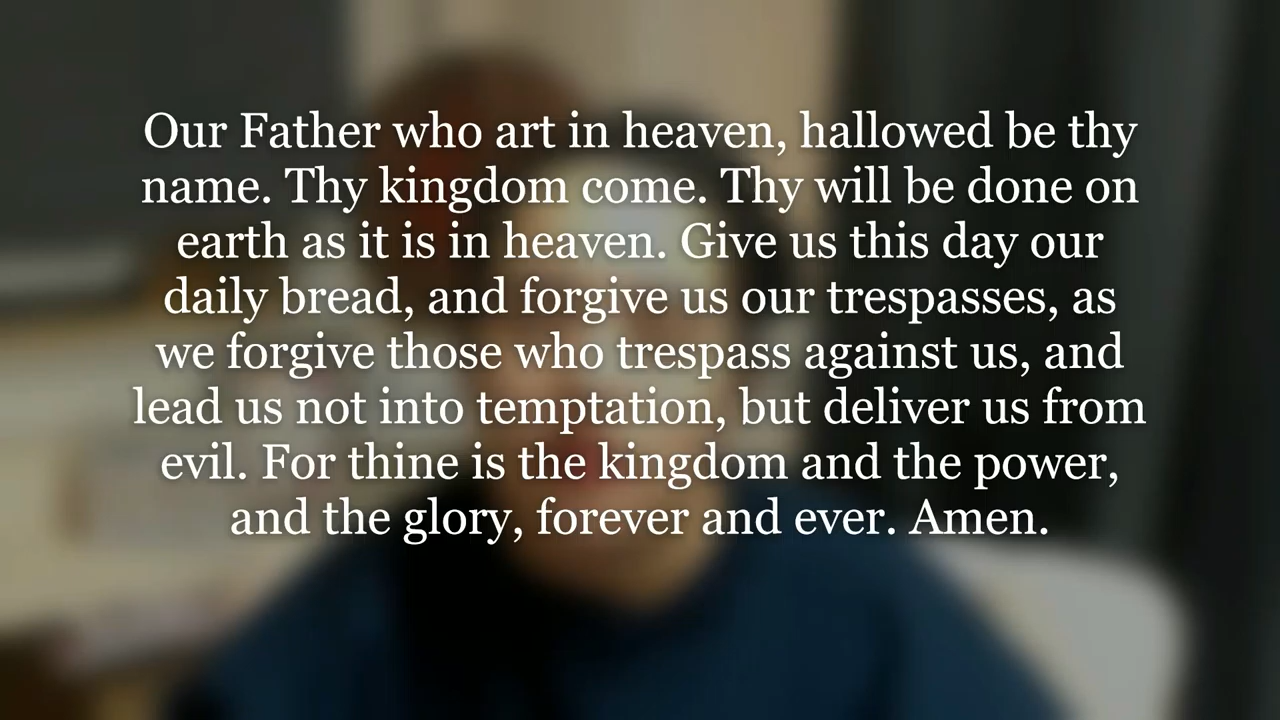 Our Father who art in heaven, hallowed be thy
name. Thy kingdom come. Thy will be done on
earth as it is in heaven. Give us this day our
daily bread, and forgive us our trespasses, as
we forgive those who trespass against us, and
lead us not into temptation, but deliver us from
evil. For thine is the kingdom and the power,
and the glory, forever and ever. Amen.